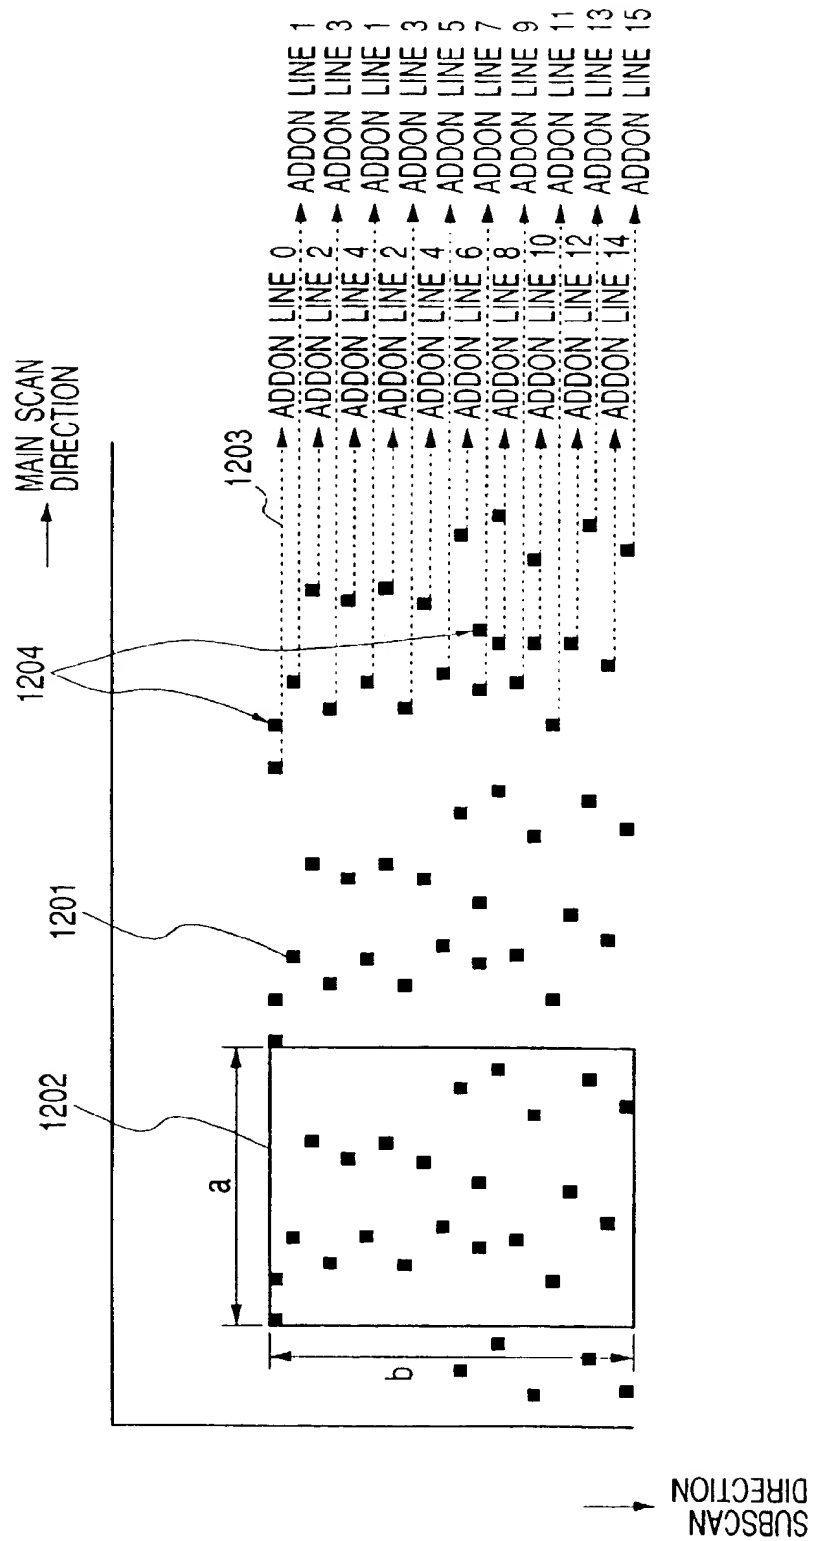 MAIN SCAN
DIRECTION
1204
1203
1201
1202
a
b
ADDON LINE 0
ADDON LINE 1
ADDON LINE 2
ADDON LINE 3
ADDON LINE 4
ADDON LINE 1
ADDON LINE 2
ADDON LINE 3
ADDON LINE 4
ADDON LINE 5
ADDON LINE 6
ADDON LINE 7
ADDON LINE 8
ADDON LINE 9
ADDON LINE 10
ADDON LINE 11
ADDON LINE 12
ADDON LINE 13
ADDON LINE 14
ADDON LINE 15
SUBSCAN
DIRECTION